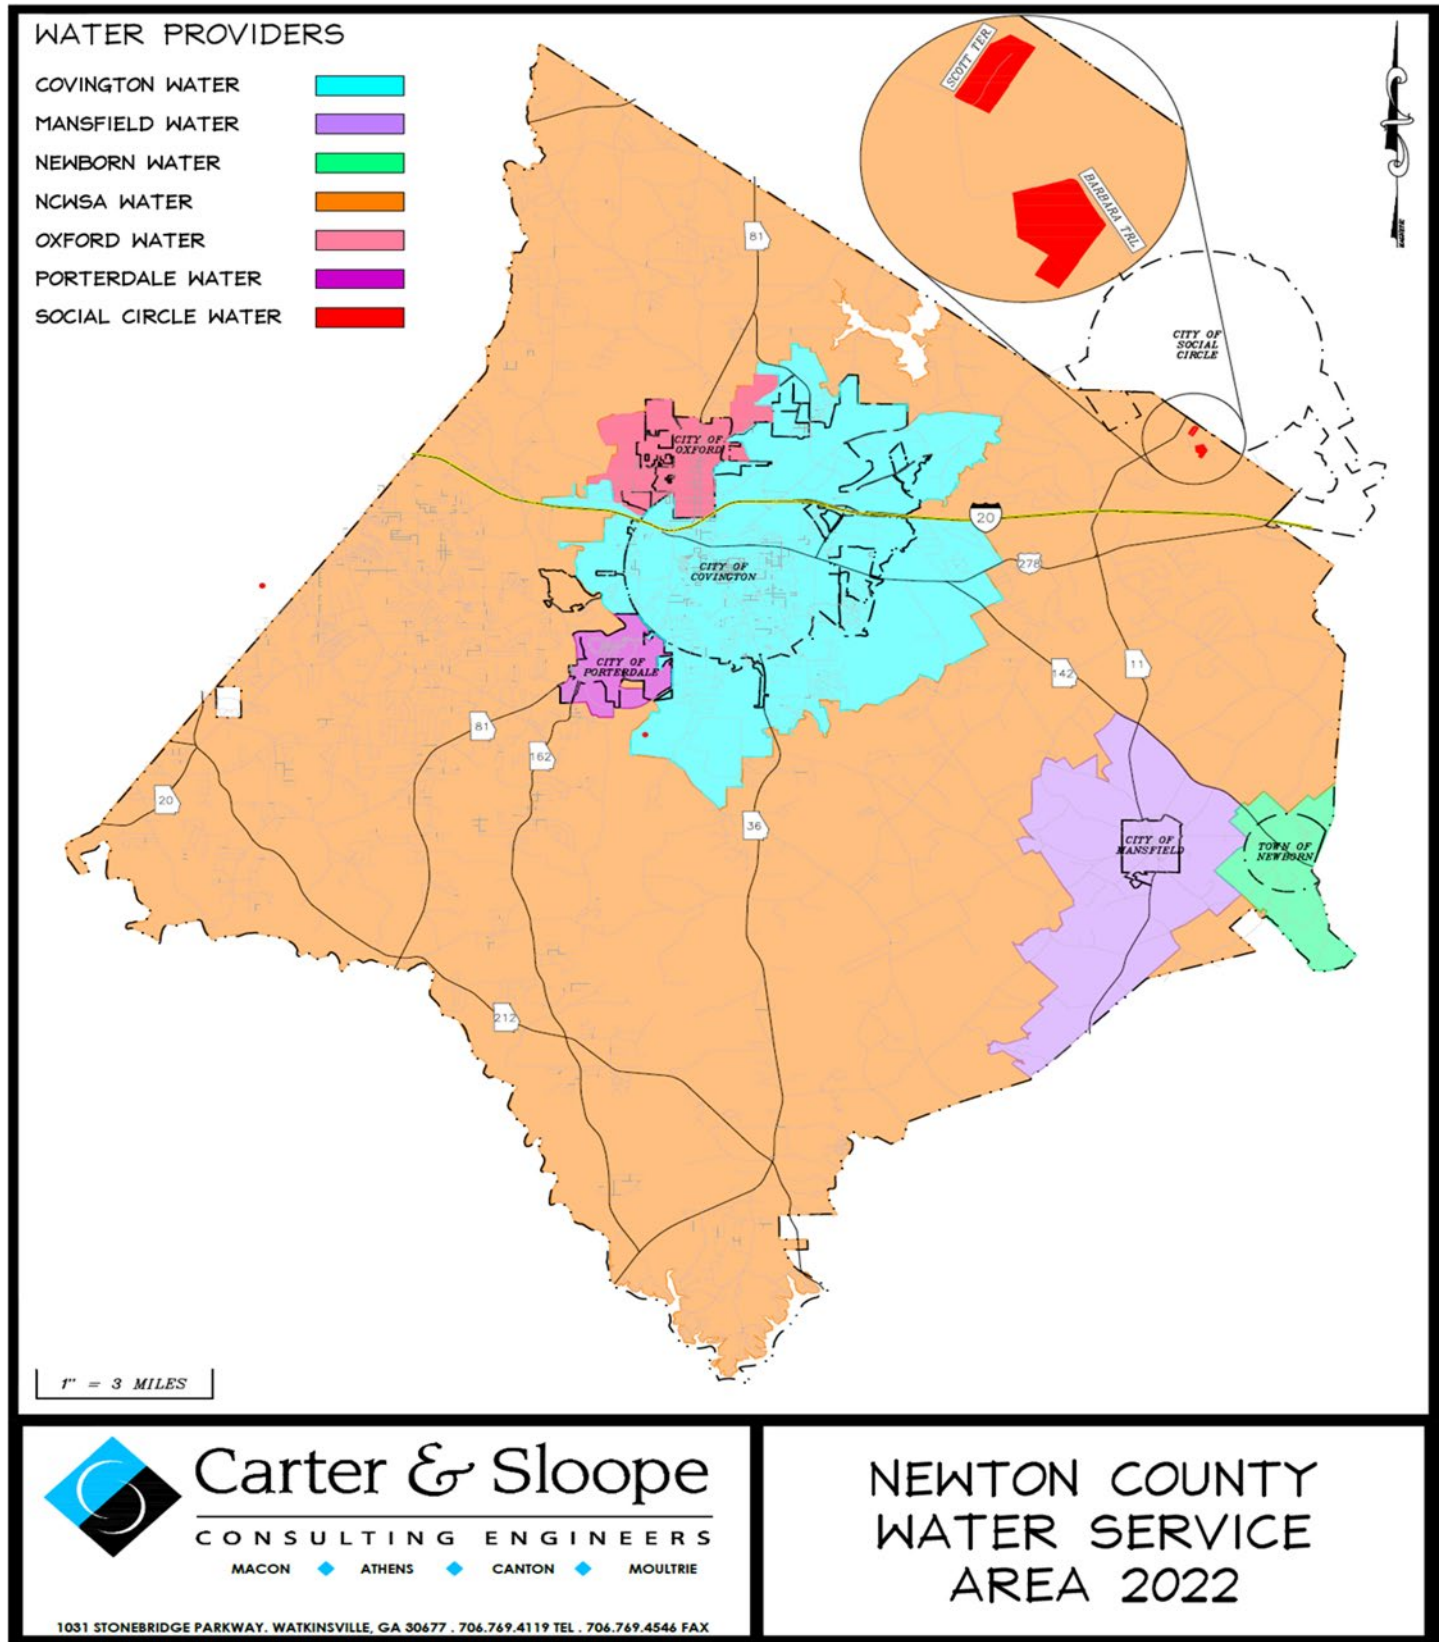 WATER PROVIDERS
COVINGTON WATER
MANSFIELD WATER
NEWBORN WATER
NCWSA WATER
OXFORD WATER
PORTERDALE WATER
SOCIAL CIRCLE WATER
SCOTT TER.
BARBARA TRL.
81
CITY OF
SOCIAL
CIRCLE
CITY OF
OXFORD
20
278
CITY OF
COVINGTON
CITY OF
PORTERDALE
142
11
81
162
20
36
CITY OF
MANSFIELD
TOWN OF
NEWBORN
212
1" = 3 MILES
Carter & Sloope
CONSULTING ENGINEERS
MACON ATHENS CANTON MOULTRIE
1031 STONEBRIDGE PARKWAY. WATKINSVILLE, GA 30677 . 706.769.4119 TEL . 706.769.4546 FAX
NEWTON COUNTY
WATER SERVICE
AREA 2022